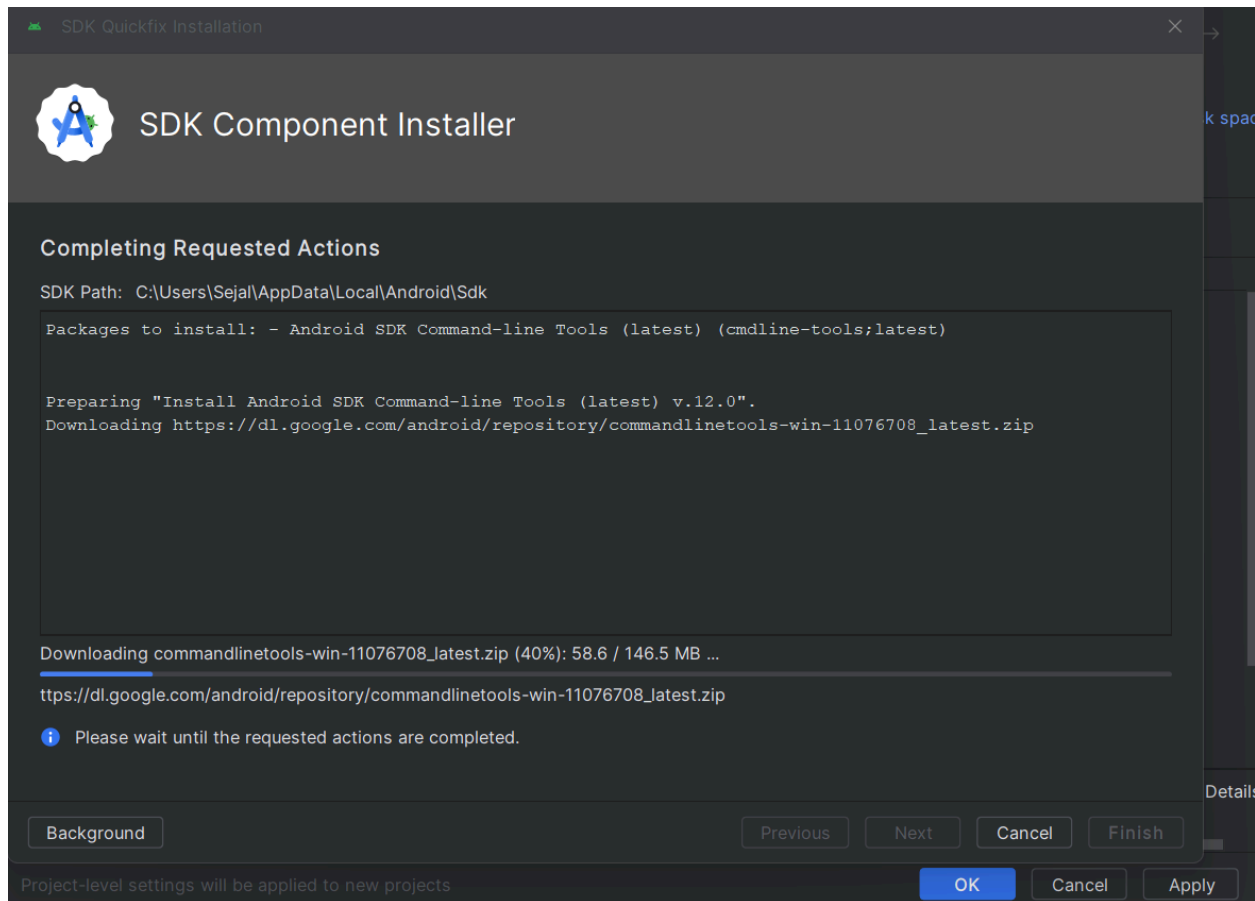 SDK Quickfix Installation
SDK Component Installer
k spac
Completing Requested Actions
SDK Path: C:\Users\Sejal\AppData\Local\Android\Sdk
Packages to install: - Android SDK Command-line Tools (latest) (cmdline-tools;latest)
Preparing "Install Android SDK Command-line Tools (latest) v.12.0".
Downloading https://dl.google.com/android/repository/commandlinetools-win-11076708_latest.zip
Downloading commandlinetools-win-11076708_latest.zip (40%): 58.6 / 146.5 MB ...
ttps://dl.google.com/android/repository/commandlinetools-win-11076708_latest.zip
Please wait until the requested actions are completed.
Details
Background Previous Next Cancel Finish
Project-level settings will be applied to new projects OK Cancel Apply